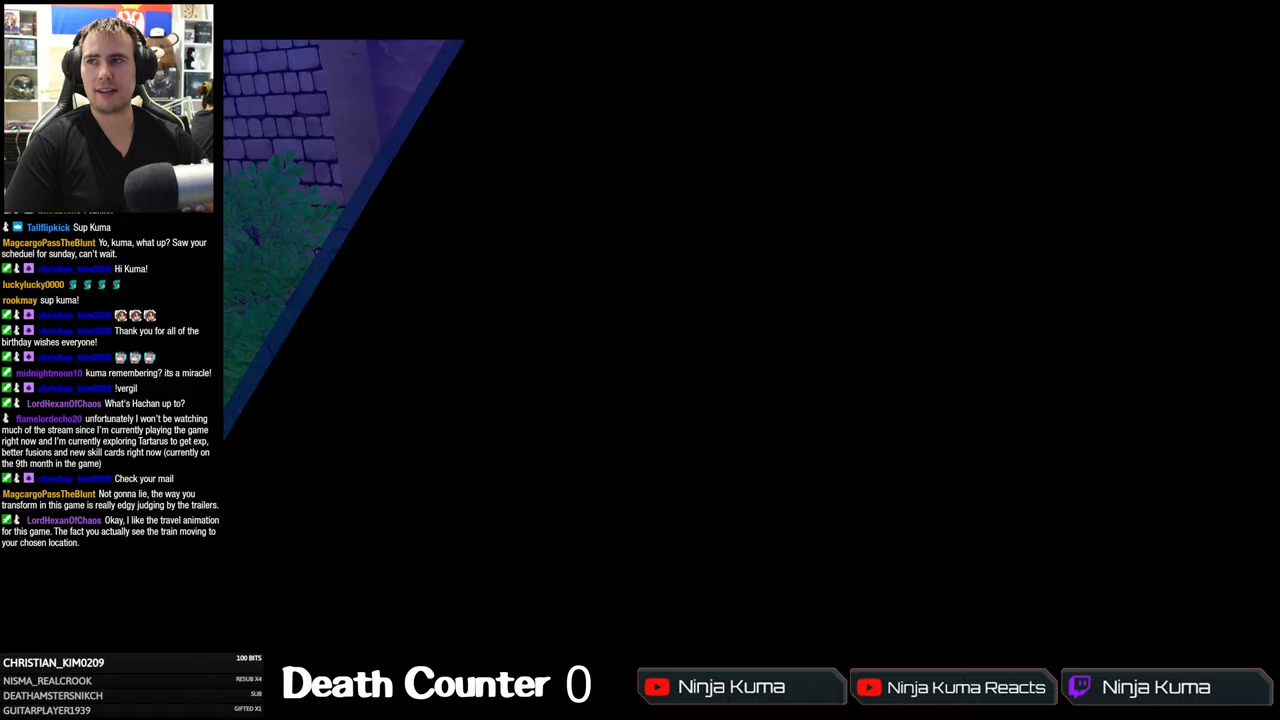 Tallflipkick Sup Kuma
MagcargoPassTheBlunt Yo, kuma, what up? Saw your
scheduel for sunday, can't wait.
christian_kim0209 Hi Kuma!
luckylucky0000
rookmay sup kuma!
christian_kim0209
christian_kim0209 Thank you for all of the
birthday wishes everyone!
christian_kim0209
midnightmoon10 kuma remembering? its a miracle!
christian_kim0209 !vergil
LordHexanOfChaos What's Hachan up to?
flamelordecho20 unfortunately I won't be watching
much of the stream since I'm currently playing the game
right now and I'm currently exploring Tartarus to get exp,
better fusions and new skill cards right now (currently on
the 9th month in the game)
christian_kim0209 Check your mail
MagcargoPassTheBlunt Not gonna lie, the way you
transform in this game is really edgy judging by the trailers.
LordHexanOfChaos Okay, I like the travel animation
for this game. The fact you actually see the train moving to
your chosen location.
CHRISTIAN_KIM0209 100 BITS
NISMA_REALCROOK RESUB X4
DEATHAMSTERSNIKCH SUB
GUITARPLAYER1939 GIFTED X1
Death Counter 0
Ninja Kuma
Ninja Kuma Reacts
Ninja Kuma